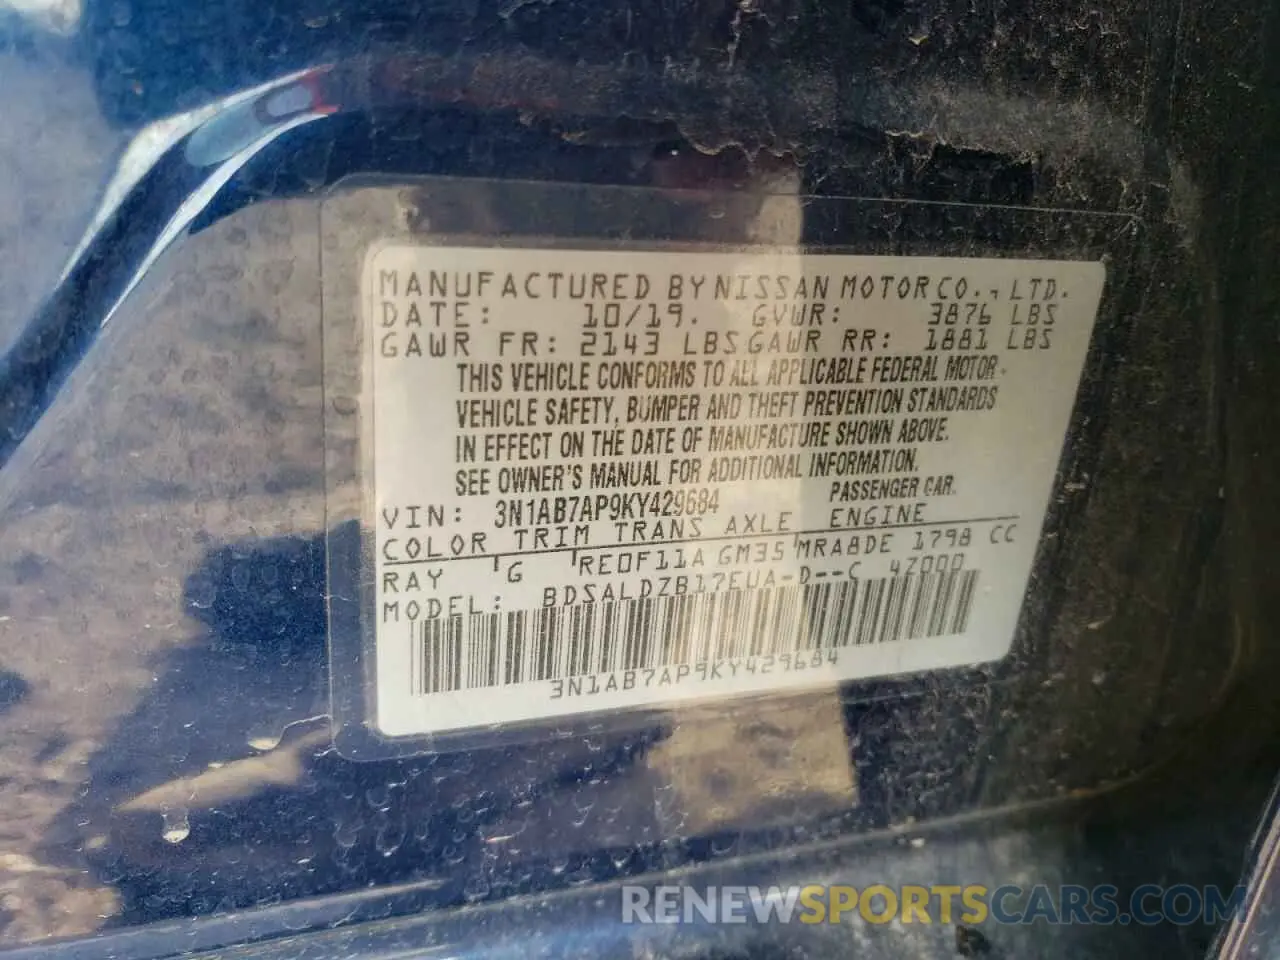 MANUFACTURED BY NISSAN MOTOR CO., LTD.
DATE: 10/19. GVWR: 3876 LBS
GAWR FR: 2143 LBS GAWR RR: 1881 LBS
THIS VEHICLE CONFORMS TO ALL APPLICABLE FEDERAL MOTOR
VEHICLE SAFETY, BUMPER AND THEFT PREVENTION STANDARDS
IN EFFECT ON THE DATE OF MANUFACTURE SHOWN ABOVE.
SEE OWNER'S MANUAL FOR ADDITIONAL INFORMATION.
VIN: 3N1AB7AP9KY429684 PASSENGER CAR.
COLOR TRIM TRANS AXLE ENGINE
RAY G RE0F11A GM35 MRA8DE 1798 CC
MODEL: BDSALDZB17EUA-D--C 4Z000
3N1AB7AP9KY429684
RENEWSPORTSCARS.COM